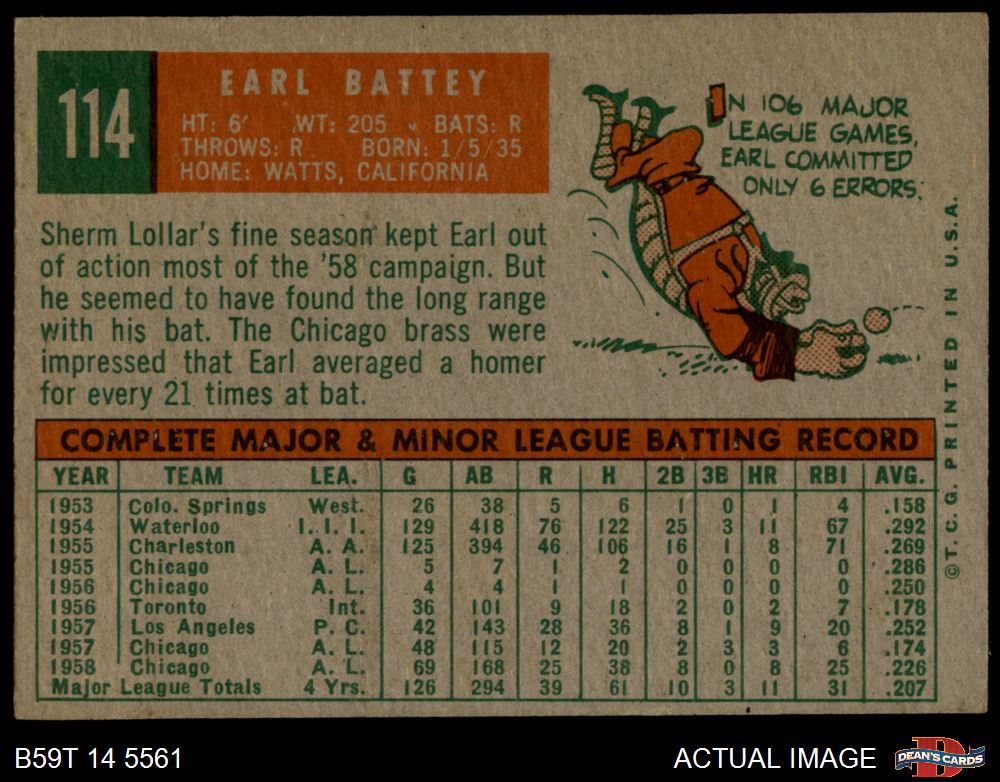 114
EARL BATTEY
HT: 6' WT: 205 BATS: R
THROWS: R BORN: 1/5/35
HOME: WATTS, CALIFORNIA
IN 106 MAJOR
LEAGUE GAMES,
EARL COMMITTED
ONLY 6 ERRORS.
Sherm Lollar's fine season kept Earl out
of action most of the '58 campaign. But
he seemed to have found the long range
with his bat. The Chicago brass were
impressed that Earl averaged a homer
for every 21 times at bat.
COMPLETE MAJOR & MINOR LEAGUE BATTING RECORD
YEAR TEAM LEA. G AB R H 2B 3B HR RBI AVG.
1953 Colo. Springs West. 26 38 5 6 1 0 1 4 .158
1954 Waterloo I. I. I. 129 418 76 122 25 3 11 67 .292
1955 Charleston A. A. 125 394 46 106 16 1 8 71 .269
1955 Chicago A. L. 5 7 1 2 0 0 0 0 .286
1956 Chicago A. L. 4 4 1 1 0 0 0 0 .250
1956 Toronto Int. 36 101 9 18 2 0 2 7 .178
1957 Los Angeles P. C. 42 143 28 36 8 1 9 20 .252
1957 Chicago A. L. 48 115 12 20 2 3 3 6 .174
1958 Chicago A. L. 69 168 25 38 8 0 8 25 .226
Major League Totals 4 Yrs. 126 294 39 61 10 3 11 31 .207
©T. C. G. PRINTED IN U.S.A.
B59T 14 5561
ACTUAL IMAGE
D
DEAN'S CARDS